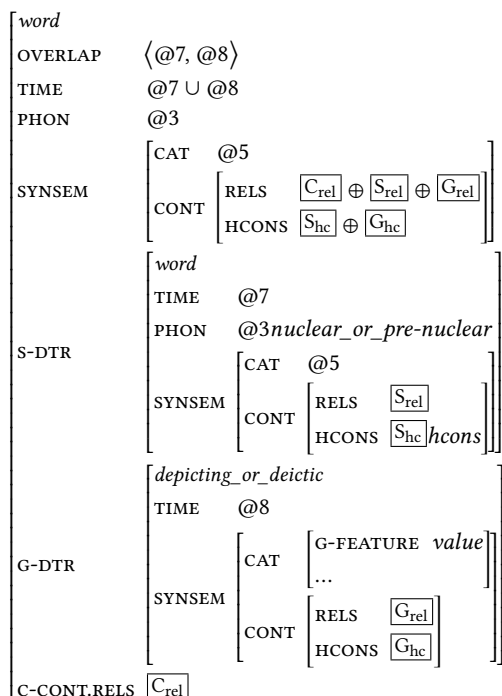 word
OVERLAP ⟨@7, @8⟩
TIME @7 ∪ @8
PHON @3
SYNSEM
CAT @5
CONT
RELS C_rel ⊕ S_rel ⊕ G_rel
HCONS S_hc ⊕ G_hc
S-DTR
word
TIME @7
PHON @3nuclear_or_pre-nuclear
SYNSEM
CAT @5
CONT
RELS S_rel
HCONS S_hc hcons
G-DTR
depicting_or_deictic
TIME @8
SYNSEM
CAT
G-FEATURE value
...
CONT
RELS G_rel
HCONS G_hc
C-CONT.RELS C_rel